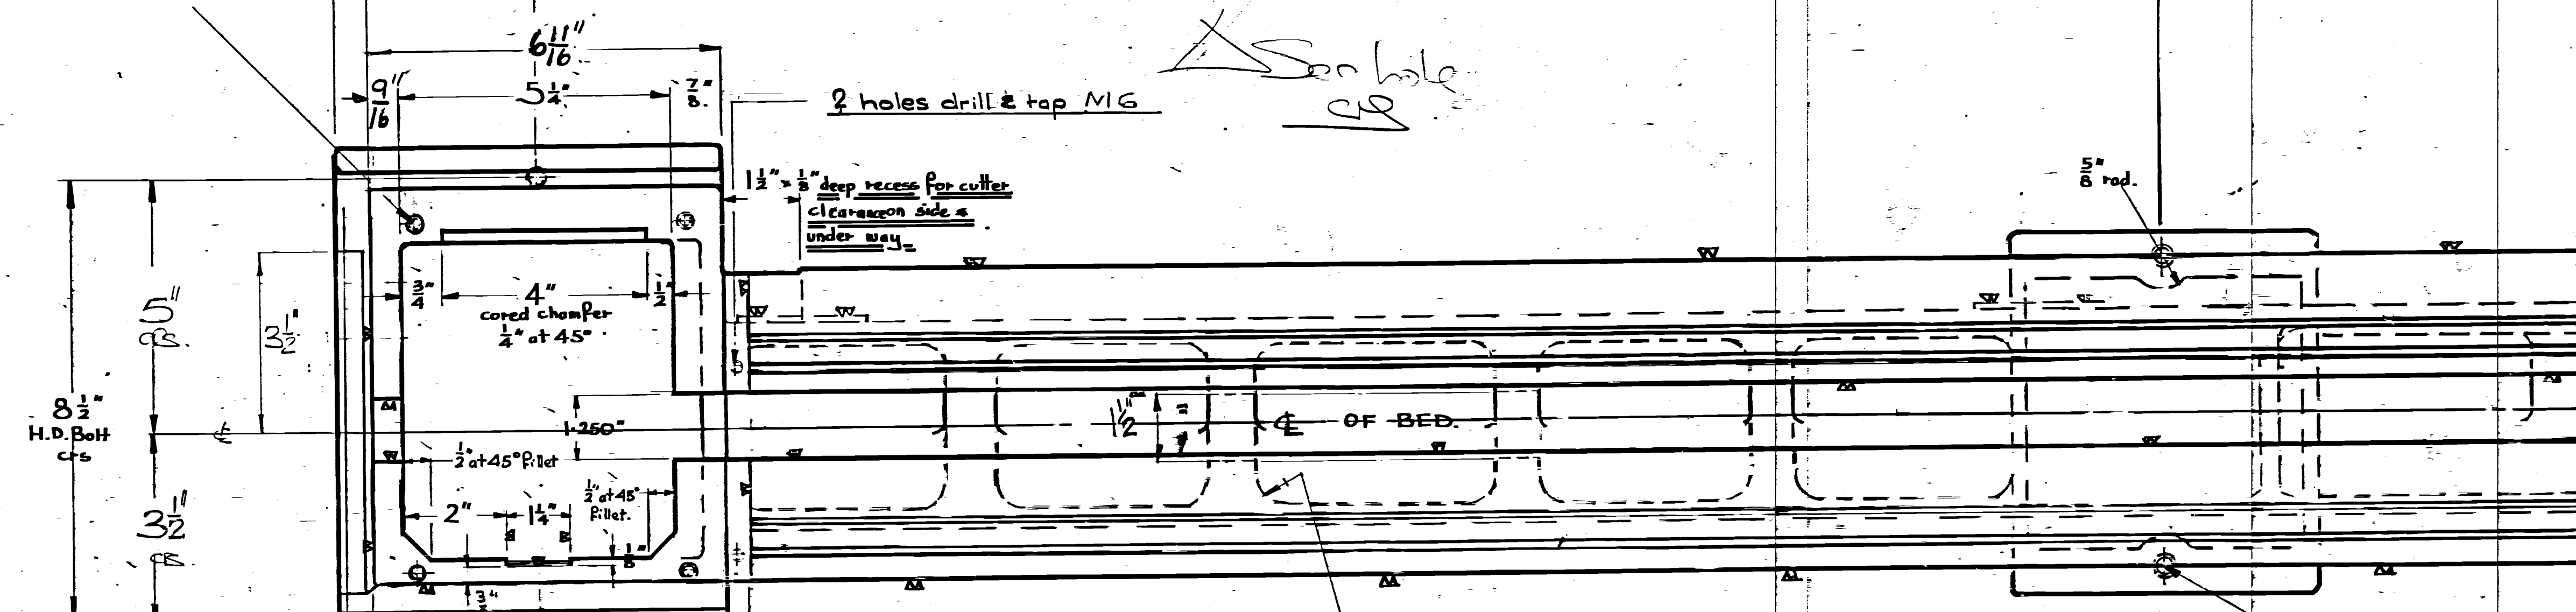 6 11/16"
9/16"
5 1/4"
7/8"
2 holes drill & tap N16
1 1/2" × 1/8" deep recess for cutter
clearance on side &
under way
5/8" rad.
5"
crs.
3 1/2"
3/4"
4"
1/2"
cored chamfer
1/4" at 45°
8 1/2"
H.D. Bolt
crs
℄
1.250"
1 1/2"
℄ OF BED.
1/2" at 45° fillet
1/2" at 45°
fillet.
2"
1 1/4"
1/8"
3 1/2"
crs.